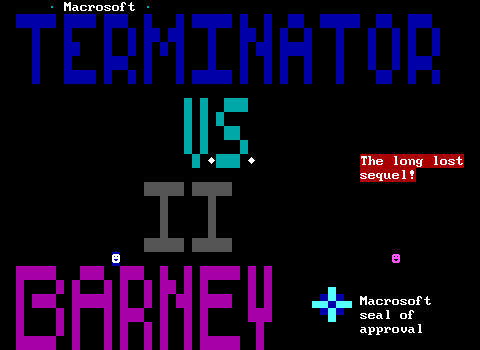 Macrosoft
TERMINATOR
VS
The long lost
sequel!
II
BARNEY
Macrosoft
seal of
approval